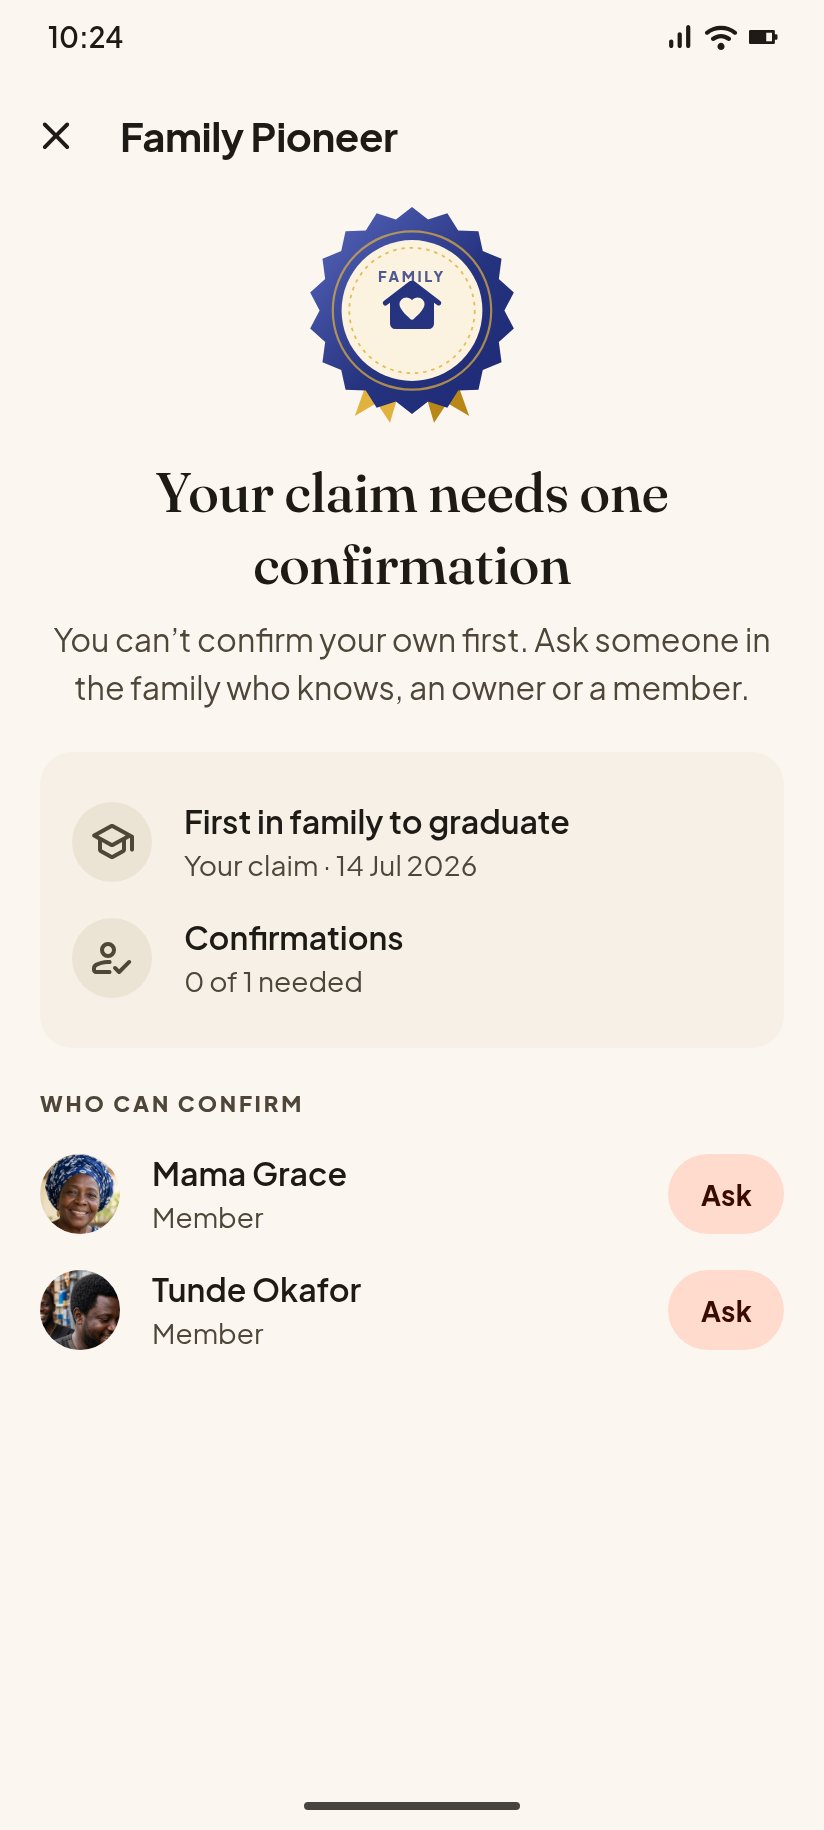 10:24
Family Pioneer
FAMILY
Your claim needs one
confirmation
You can’t confirm your own first. Ask someone in
the family who knows, an owner or a member.
First in family to graduate
Your claim · 14 Jul 2026
Confirmations
0 of 1 needed
WHO CAN CONFIRM
Mama Grace
Member
Ask
Tunde Okafor
Member
Ask